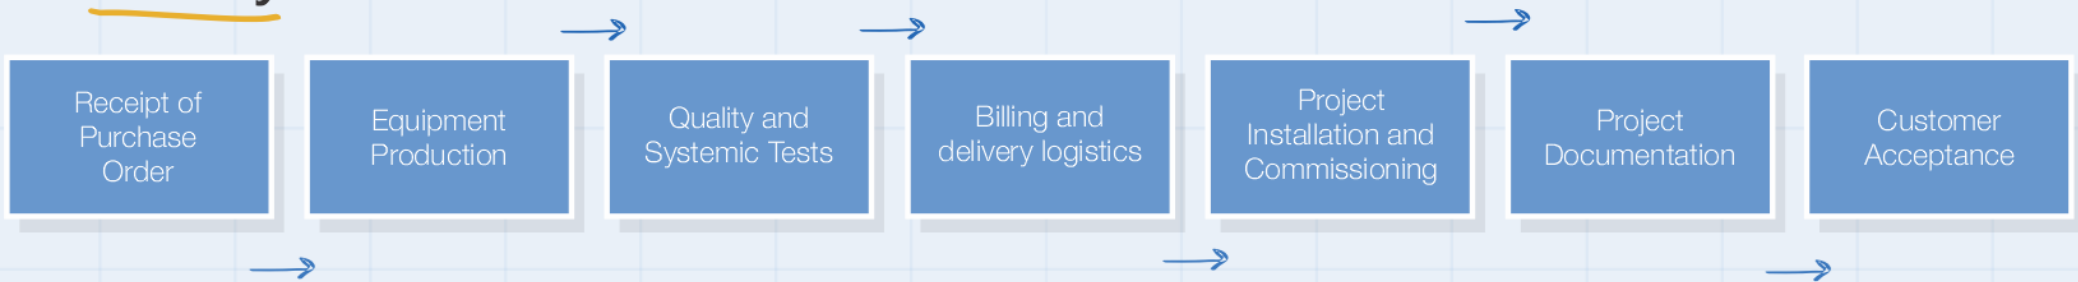 Receipt of
Purchase
Order
Equipment
Production
Quality and
Systemic Tests
Billing and
delivery logistics
Project
Installation and
Commissioning
Project
Documentation
Customer
Acceptance